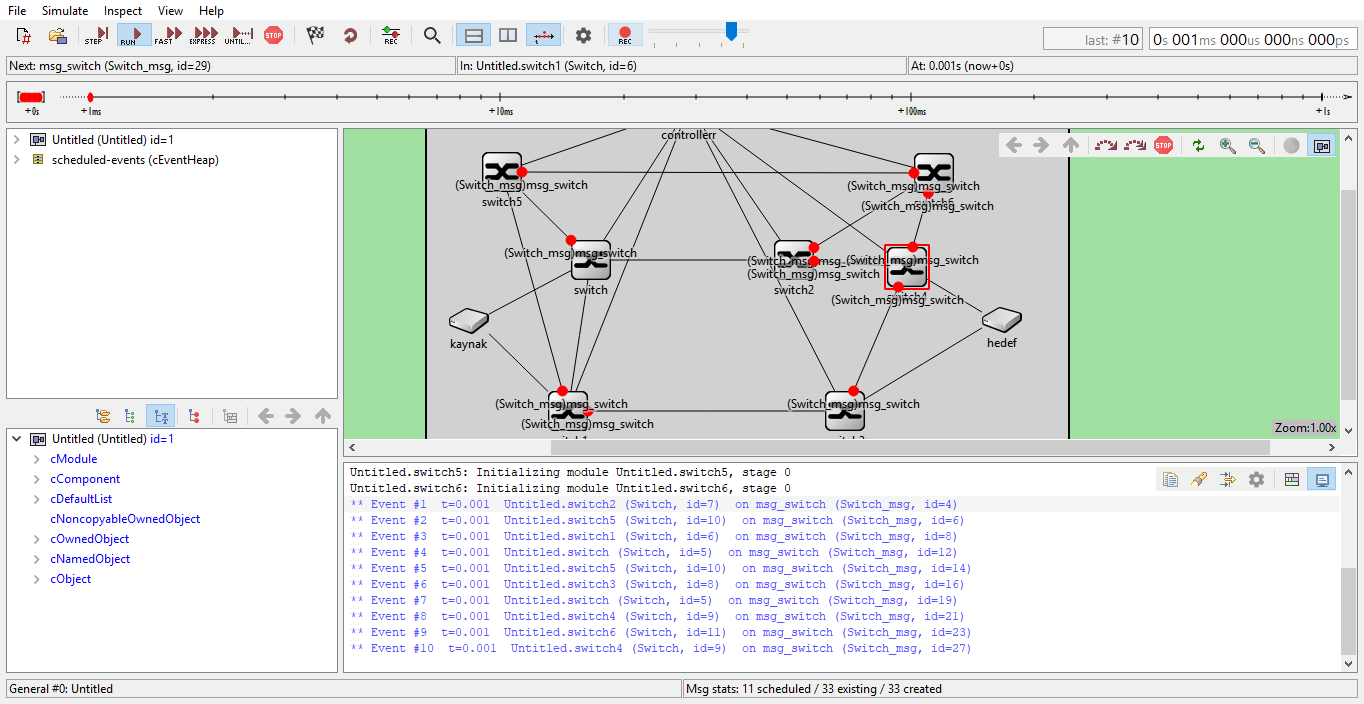 File Simulate Inspect View Help
STEP RUN FAST EXPRESS UNTIL... STOP REC REC
last: #10 0s 001ms 000us 000ns 000ps
Next: msg_switch (Switch_msg, id=29) In: Untitled.switch1 (Switch, id=6) At: 0.001s (now+0s)
+0s +1ms +10ms +100ms +1s
Untitled (Untitled) id=1
scheduled-events (cEventHeap)
STOP
controllerr
(Switch_msg)msg_switch
switch5
(Switch_msg)msg_switch
switch6
(Switch_msg)msg_switch
(Switch_msg)msg_switch
switch
(Switch_msg)msg_switch
(Switch_msg)msg_switch
switch2
(Switch_msg)msg_switch
switch4
(Switch_msg)msg_switch
kaynak
hedef
(Switch_msg)msg_switch
(Switch_msg)msg_switch
(Switch_msg)msg_switch
Zoom:1.00x
Untitled (Untitled) id=1
cModule
cComponent
cDefaultList
cNoncopyableOwnedObject
cOwnedObject
cNamedObject
cObject
Untitled.switch5: Initializing module Untitled.switch5, stage 0
Untitled.switch6: Initializing module Untitled.switch6, stage 0
** Event #1 t=0.001 Untitled.switch2 (Switch, id=7) on msg_switch (Switch_msg, id=4)
** Event #2 t=0.001 Untitled.switch5 (Switch, id=10) on msg_switch (Switch_msg, id=6)
** Event #3 t=0.001 Untitled.switch1 (Switch, id=6) on msg_switch (Switch_msg, id=8)
** Event #4 t=0.001 Untitled.switch (Switch, id=5) on msg_switch (Switch_msg, id=12)
** Event #5 t=0.001 Untitled.switch5 (Switch, id=10) on msg_switch (Switch_msg, id=14)
** Event #6 t=0.001 Untitled.switch3 (Switch, id=8) on msg_switch (Switch_msg, id=16)
** Event #7 t=0.001 Untitled.switch (Switch, id=5) on msg_switch (Switch_msg, id=19)
** Event #8 t=0.001 Untitled.switch4 (Switch, id=9) on msg_switch (Switch_msg, id=21)
** Event #9 t=0.001 Untitled.switch6 (Switch, id=11) on msg_switch (Switch_msg, id=23)
** Event #10 t=0.001 Untitled.switch4 (Switch, id=9) on msg_switch (Switch_msg, id=27)
General #0: Untitled Msg stats: 11 scheduled / 33 existing / 33 created